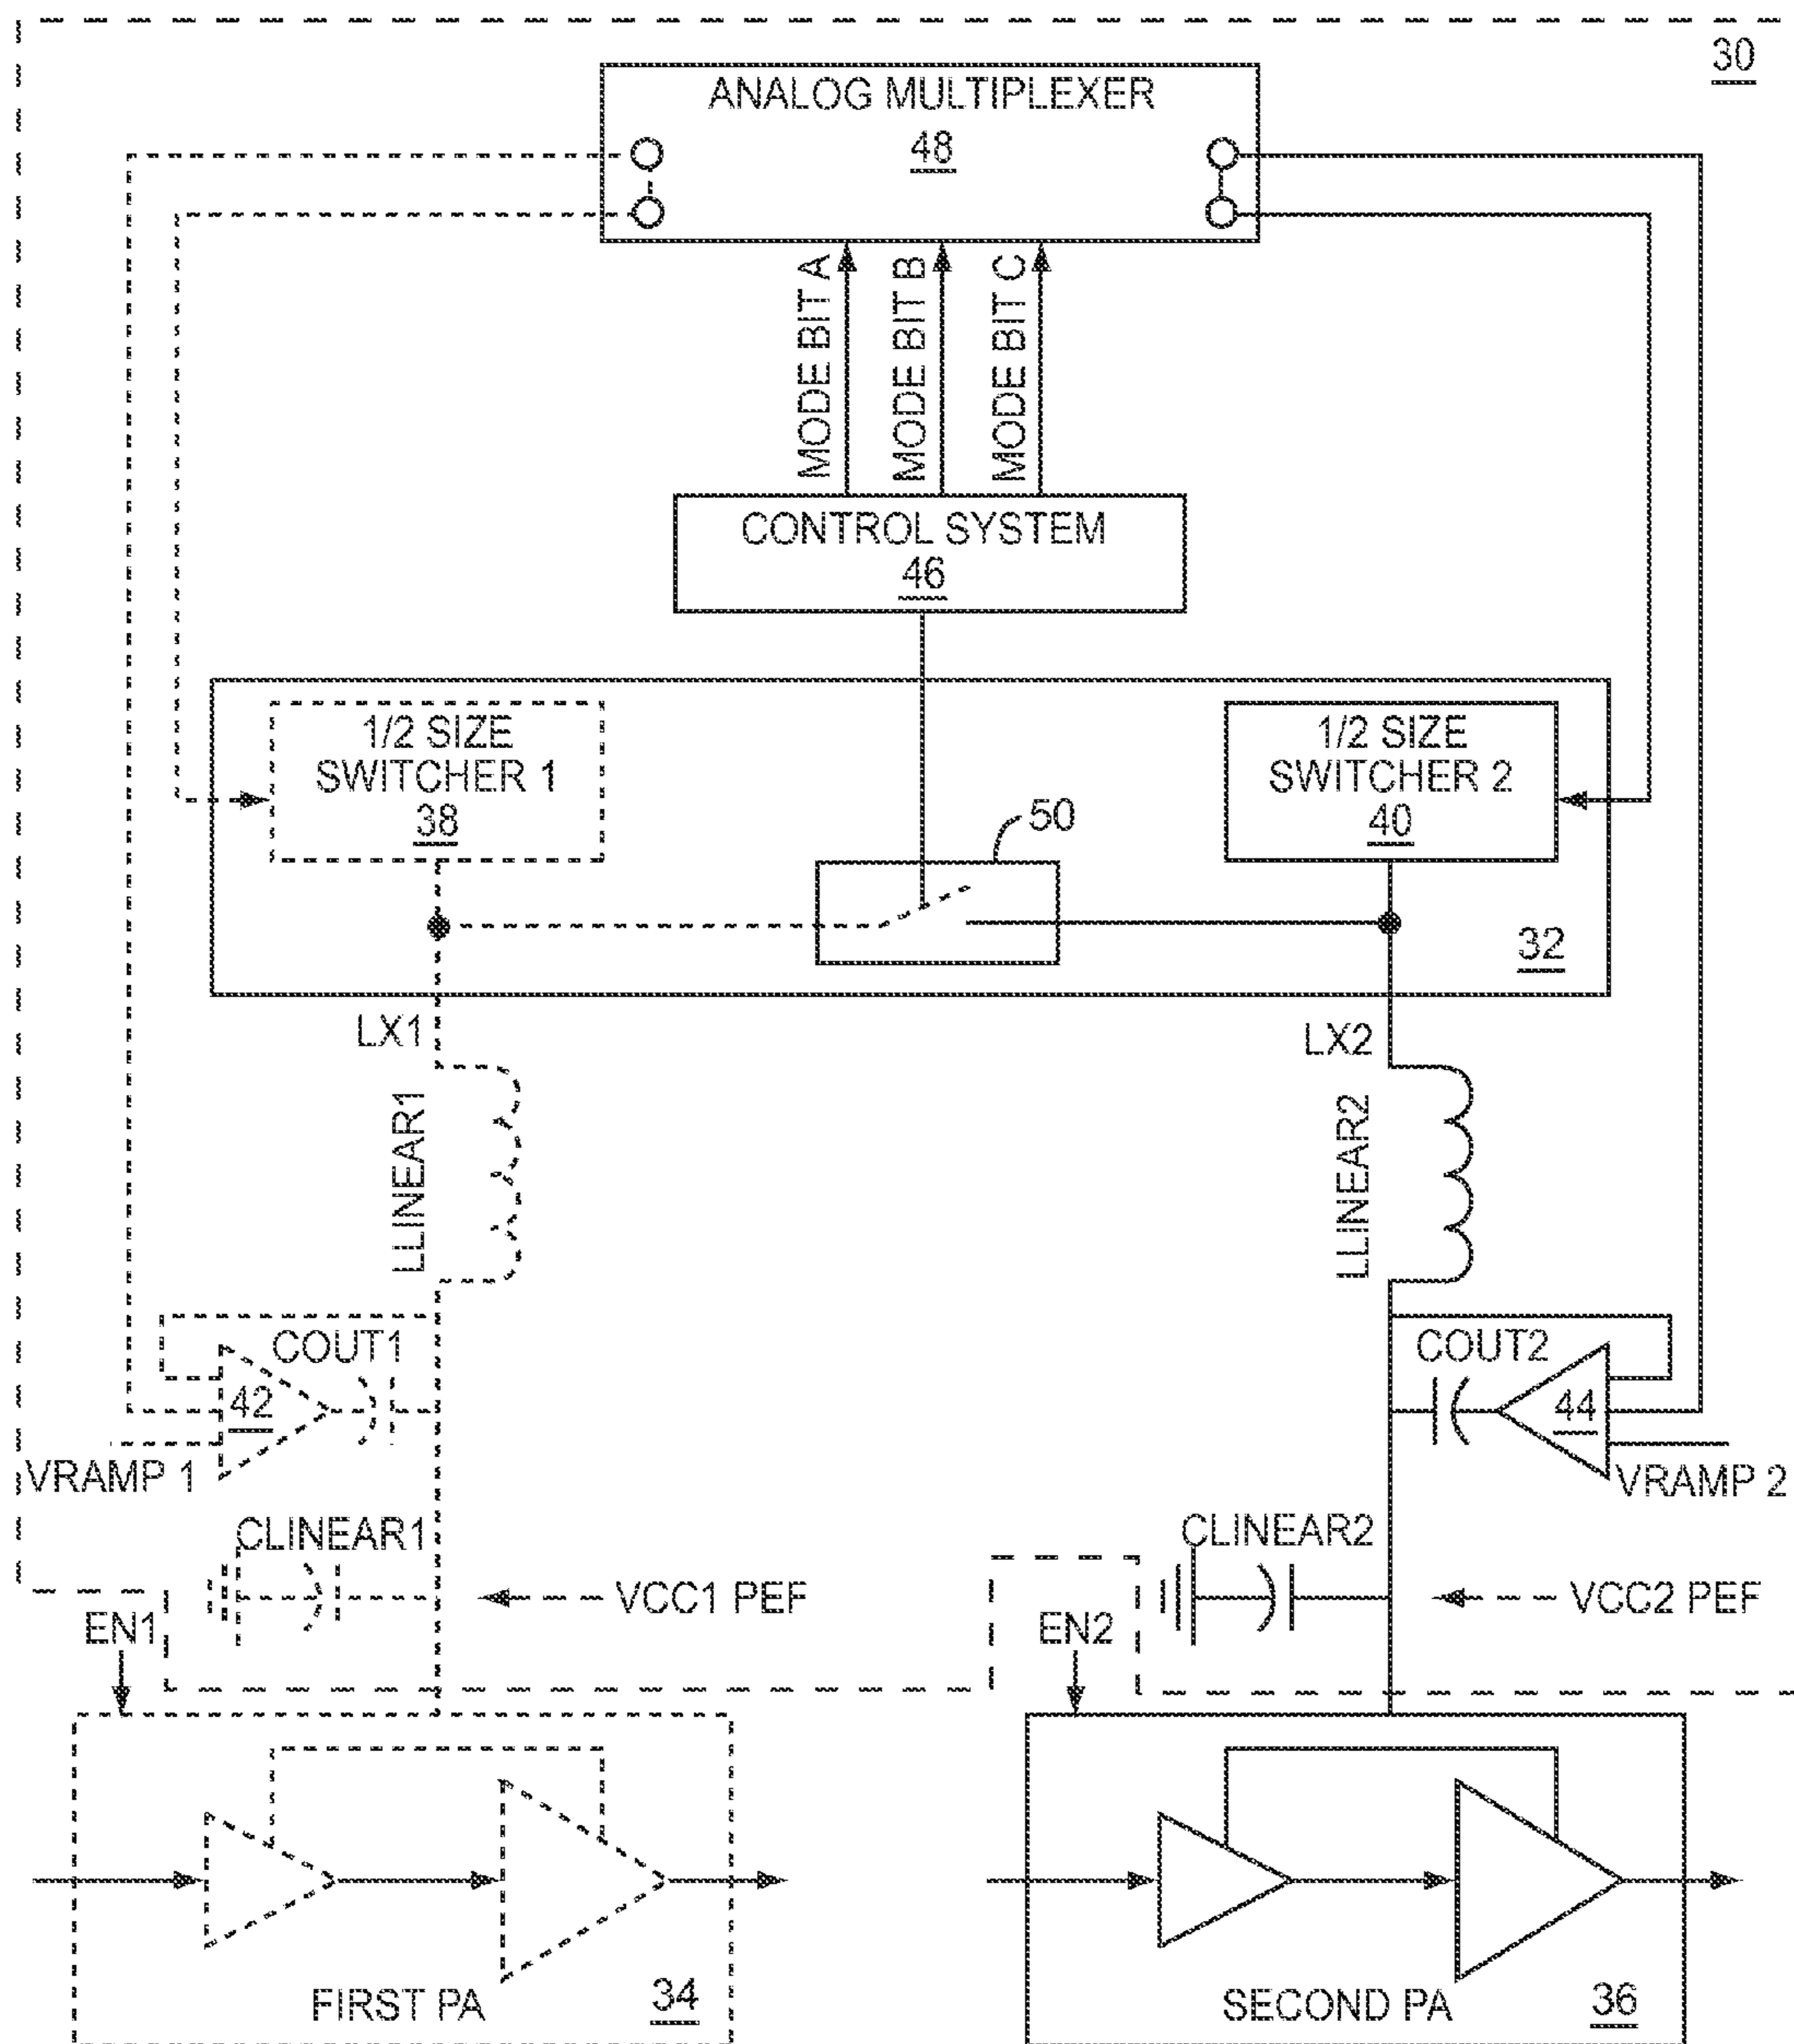 30
ANALOG MULTIPLEXER
48
MODE BIT A
MODE BIT B
MODE BIT C
CONTROL SYSTEM
46
1/2 SIZE
SWITCHER 1
38
1/2 SIZE
SWITCHER 2
40
50
32
LX1
LX2
LLINEAR1
LLINEAR2
COUT1
42
VRAMP 1
COUT2
44
VRAMP 2
CLINEAR1
VCC1 PEF
CLINEAR2
VCC2 PEF
EN1
EN2
FIRST PA
34
SECOND PA
36